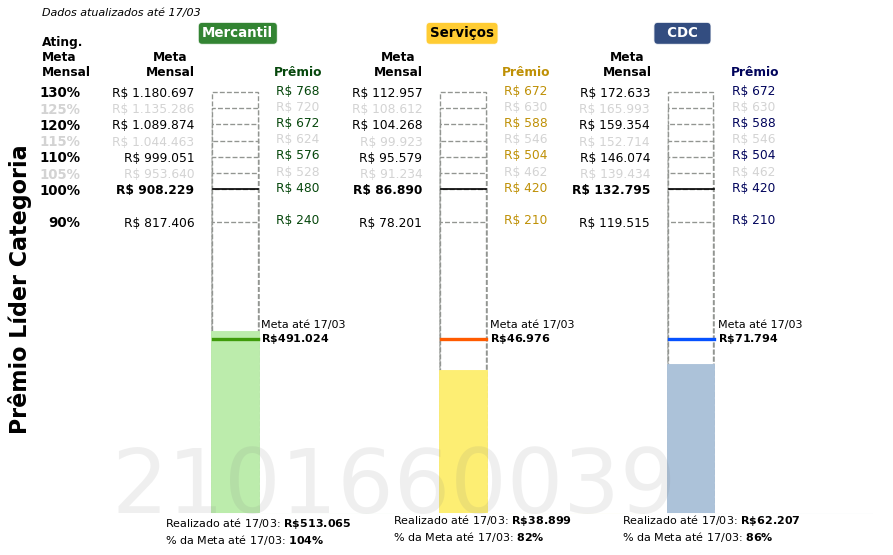 Dados atualizados até 17/03
Mercantil Serviços CDC
Ating. Meta Mensal
Meta Mensal Prêmio Meta Mensal Prêmio Meta Mensal Prêmio
130% R$ 1.180.697 R$ 768 R$ 112.957 R$ 672 R$ 172.633 R$ 672
125% R$ 1.135.286 R$ 720 R$ 108.612 R$ 630 R$ 165.993 R$ 630
120% R$ 1.089.874 R$ 672 R$ 104.268 R$ 588 R$ 159.354 R$ 588
115% R$ 1.044.463 R$ 624 R$ 99.923 R$ 546 R$ 152.714 R$ 546
110% R$ 999.051 R$ 576 R$ 95.579 R$ 504 R$ 146.074 R$ 504
105% R$ 953.640 R$ 528 R$ 91.234 R$ 462 R$ 139.434 R$ 462
100% R$ 908.229 R$ 480 R$ 86.890 R$ 420 R$ 132.795 R$ 420
90% R$ 817.406 R$ 240 R$ 78.201 R$ 210 R$ 119.515 R$ 210
Prêmio Líder Categoria
Meta até 17/03 Meta até 17/03 Meta até 17/03
R$491.024 R$46.976 R$71.794
2101660039
Realizado até 17/03: R$513.065 Realizado até 17/03: R$38.899 Realizado até 17/03: R$62.207
% da Meta até 17/03: 104% % da Meta até 17/03: 82% % da Meta até 17/03: 86%